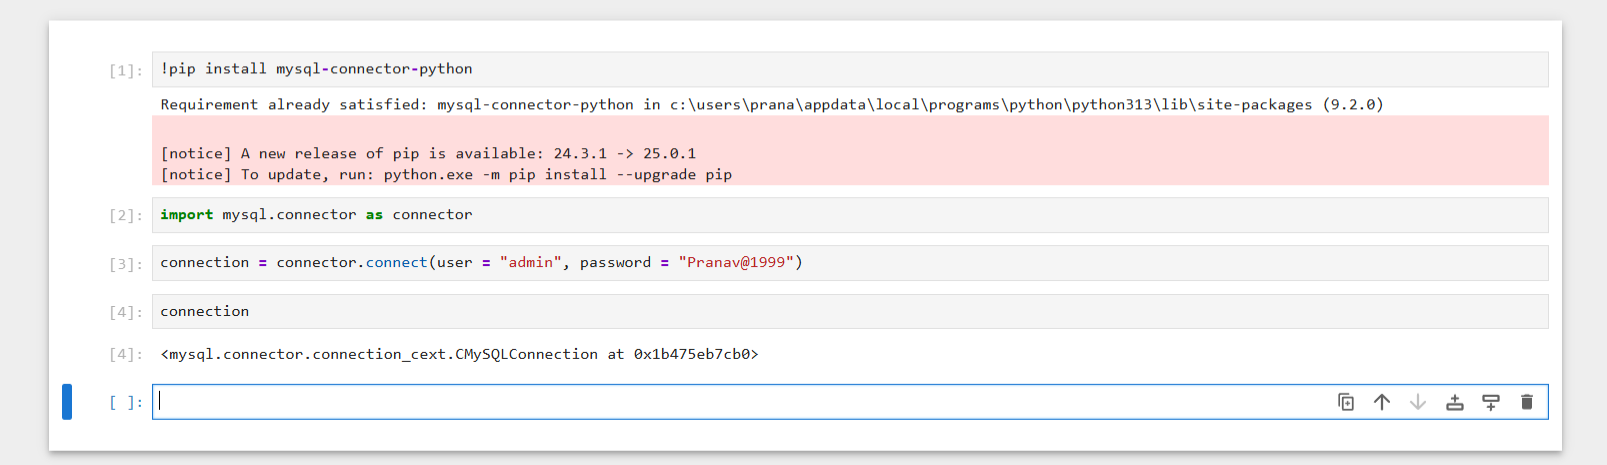 [1]: !pip install mysql-connector-python
Requirement already satisfied: mysql-connector-python in c:\users\prana\appdata\local\programs\python\python313\lib\site-packages (9.2.0)
[notice] A new release of pip is available: 24.3.1 -> 25.0.1
[notice] To update, run: python.exe -m pip install --upgrade pip
[2]: import mysql.connector as connector
[3]: connection = connector.connect(user = "admin", password = "Pranav@1999")
[4]: connection
[4]: <mysql.connector.connection_cext.CMySQLConnection at 0x1b475eb7cb0>
[ ]: